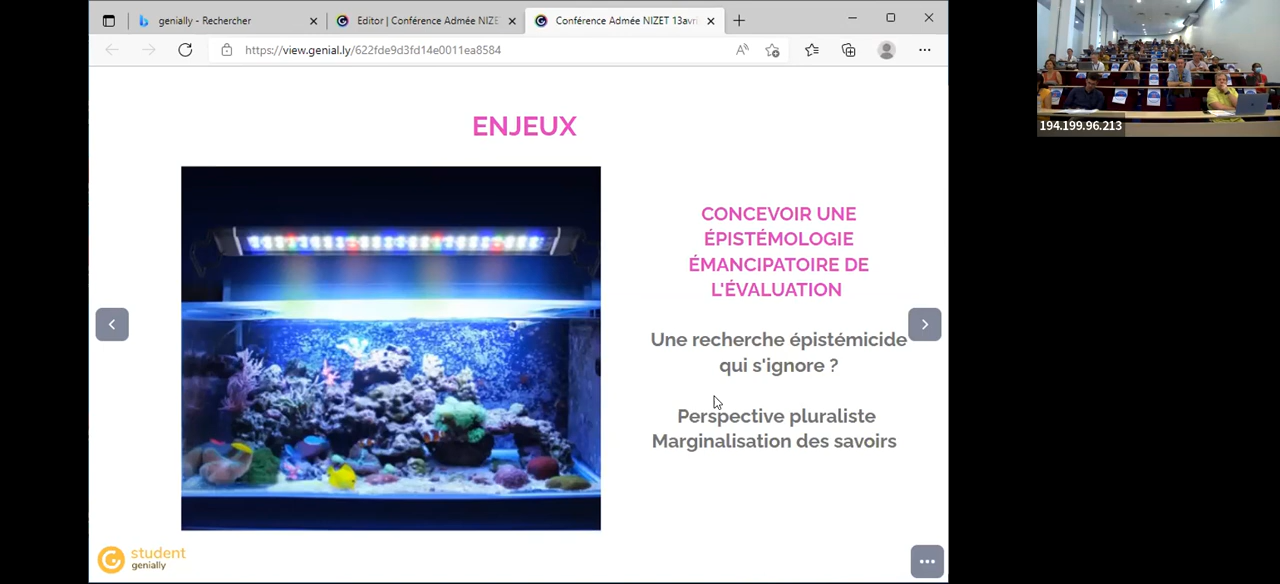 genially - Rechercher
Editor | Conférence Admée NIZE
Conférence Admée NIZET 13avri
https://view.genial.ly/622fde9d3fd14e0011ea8584
194.199.96.213
ENJEUX
CONCEVOIR UNE
ÉPISTÉMOLOGIE
ÉMANCIPATOIRE DE
L'ÉVALUATION
Une recherche épistémicide
qui s'ignore ?
Perspective pluraliste
Marginalisation des savoirs
student
genially